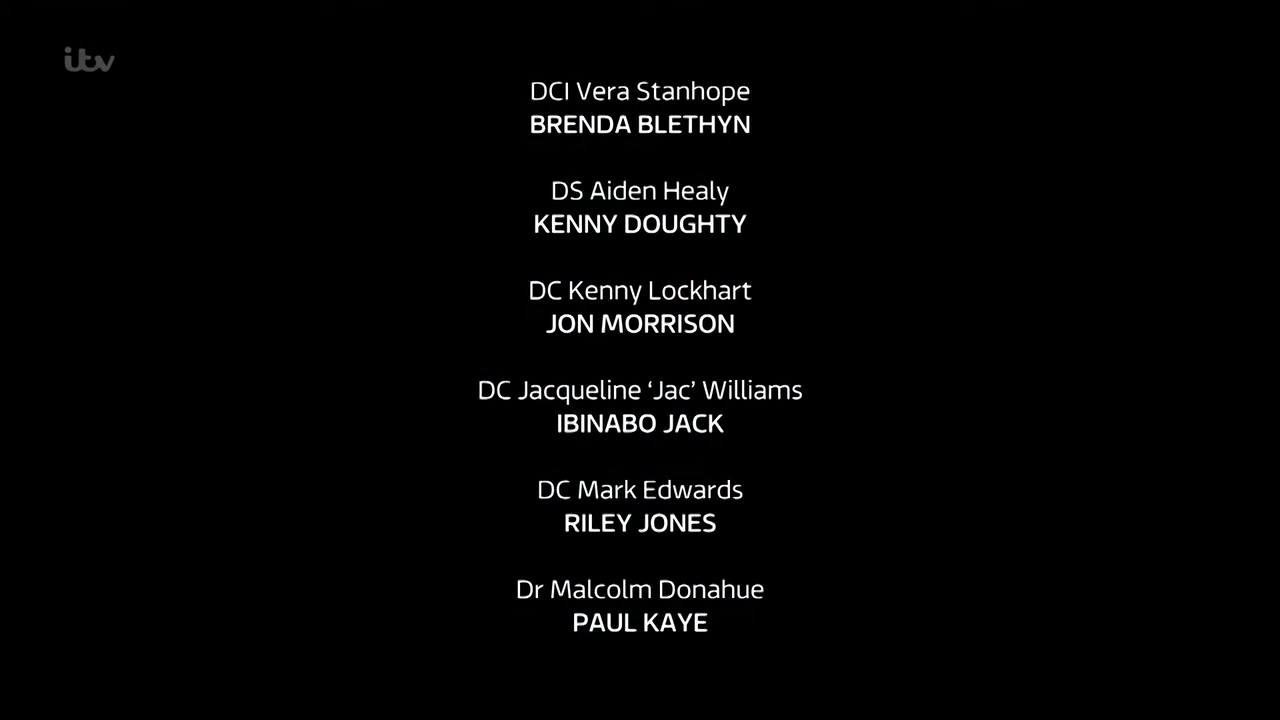 itv
DCI Vera Stanhope
BRENDA BLETHYN
DS Aiden Healy
KENNY DOUGHTY
DC Kenny Lockhart
JON MORRISON
DC Jacqueline ‘Jac’ Williams
IBINABO JACK
DC Mark Edwards
RILEY JONES
Dr Malcolm Donahue
PAUL KAYE